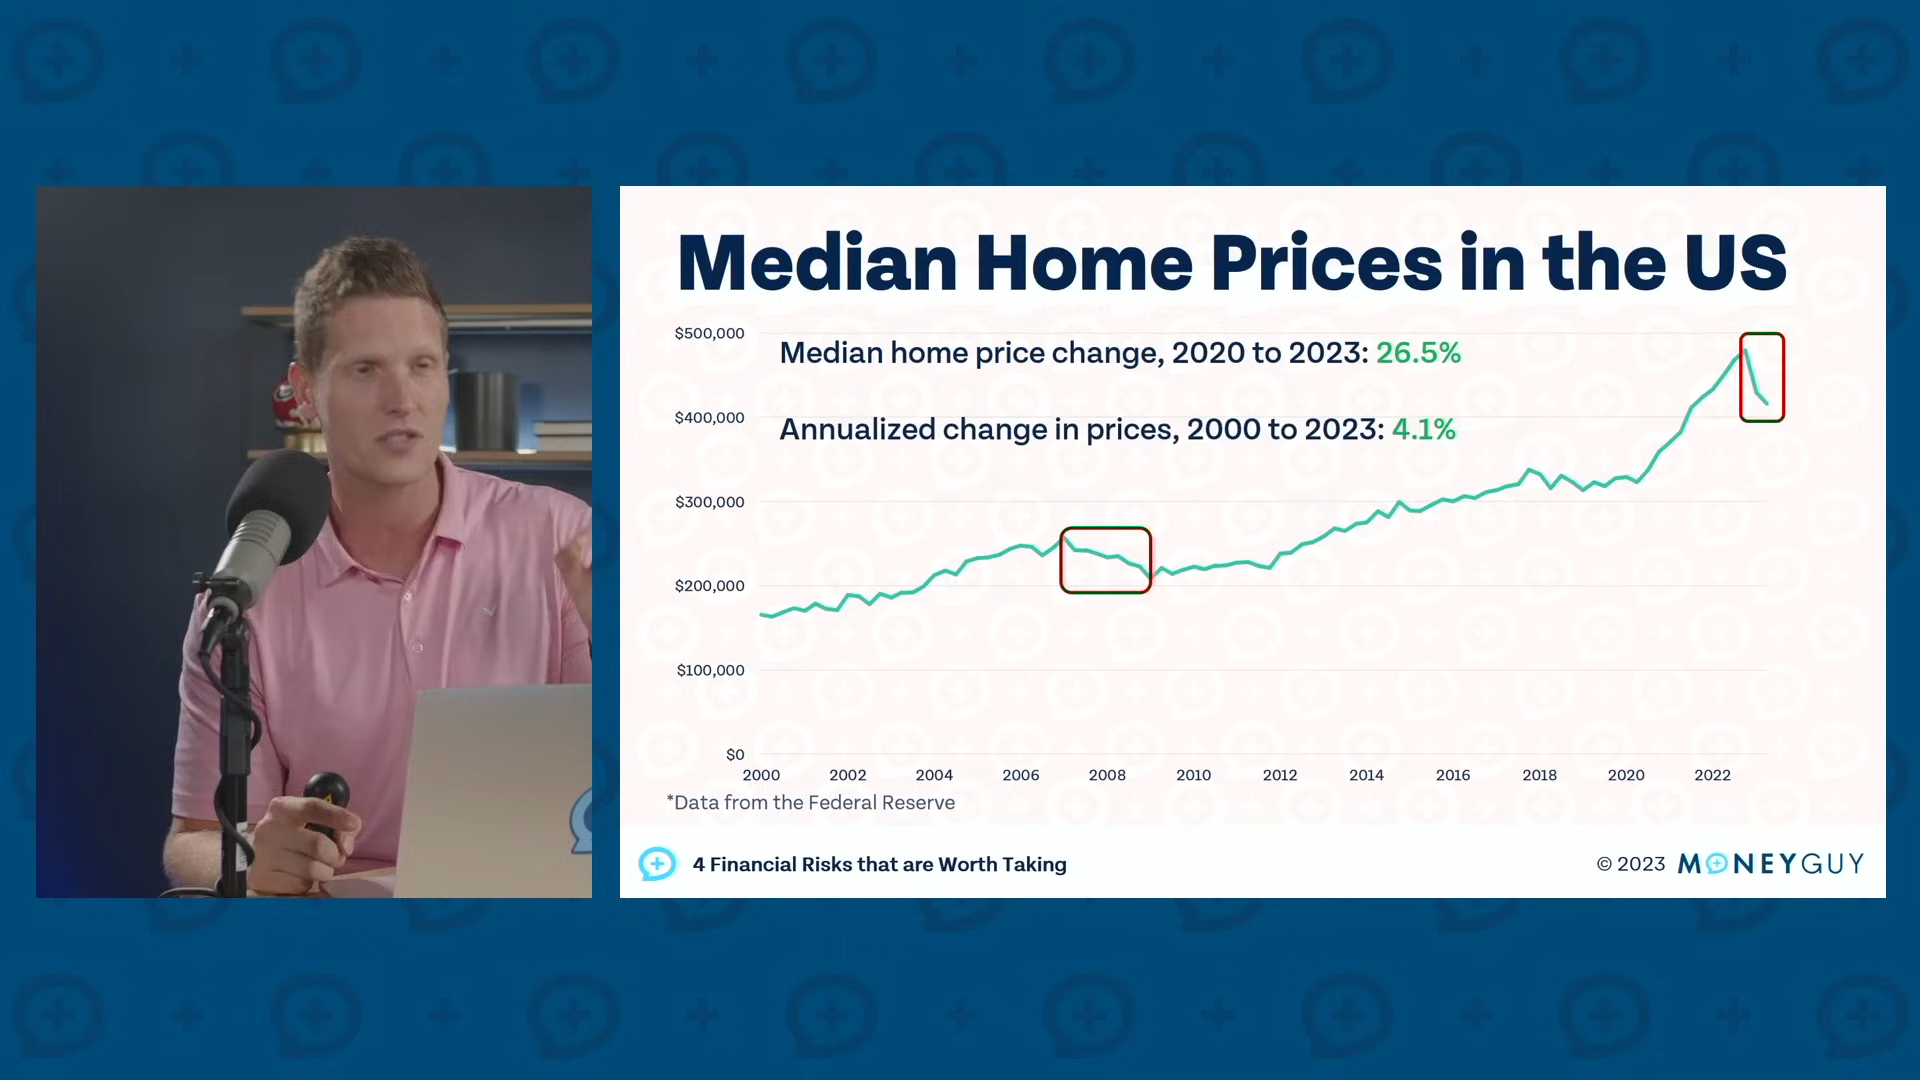 Median Home Prices in the US
$500,000
Median home price change, 2020 to 2023: 26.5%
$400,000
Annualized change in prices, 2000 to 2023: 4.1%
$300,000
$200,000
$100,000
$0
2000 2002 2004 2006 2008 2010 2012 2014 2016 2018 2020 2022
*Data from the Federal Reserve
4 Financial Risks that are Worth Taking
© 2023 MONEYGUY